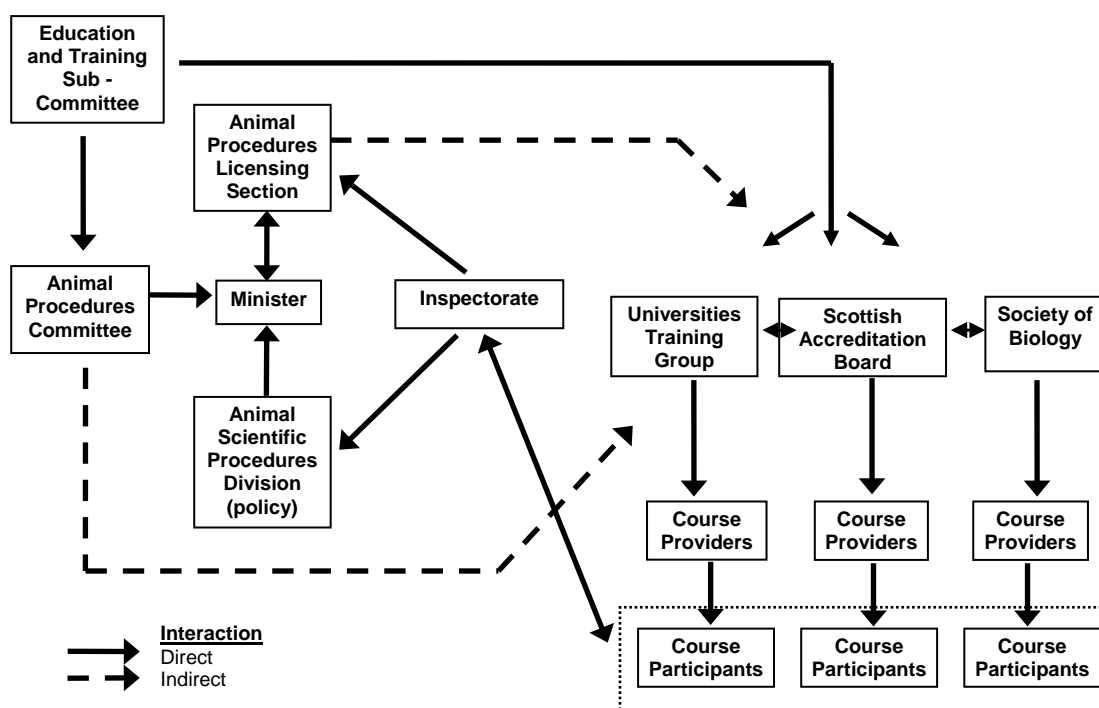 Education
and Training
Sub -
Committee
Animal
Procedures
Licensing
Section
Animal
Procedures
Committee
Minister
Inspectorate
Universities
Training
Group
Scottish
Accreditation
Board
Society of
Biology
Animal
Scientific
Procedures
Division
(policy)
Course
Providers
Course
Providers
Course
Providers
Interaction
Direct
Indirect
Course
Participants
Course
Participants
Course
Participants